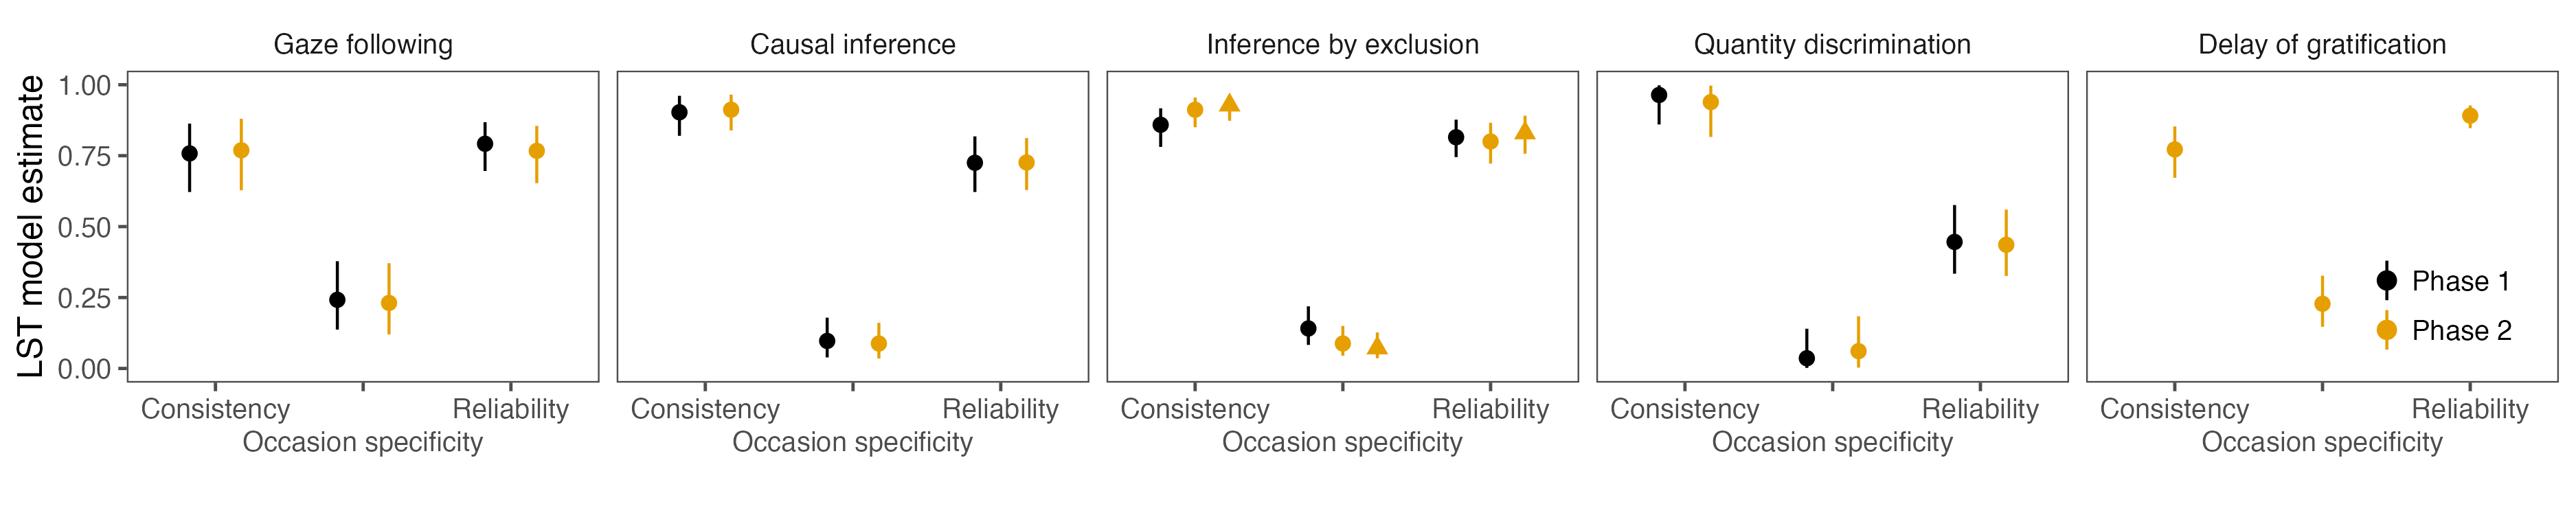 Gaze following
Causal inference
Inference by exclusion
Quantity discrimination
Delay of gratification
LST model estimate
1.00
0.75
0.50
0.25
0.00
Phase 1
Phase 2
Consistency Reliability
Occasion specificity
Consistency Reliability
Occasion specificity
Consistency Reliability
Occasion specificity
Consistency Reliability
Occasion specificity
Consistency Reliability
Occasion specificity